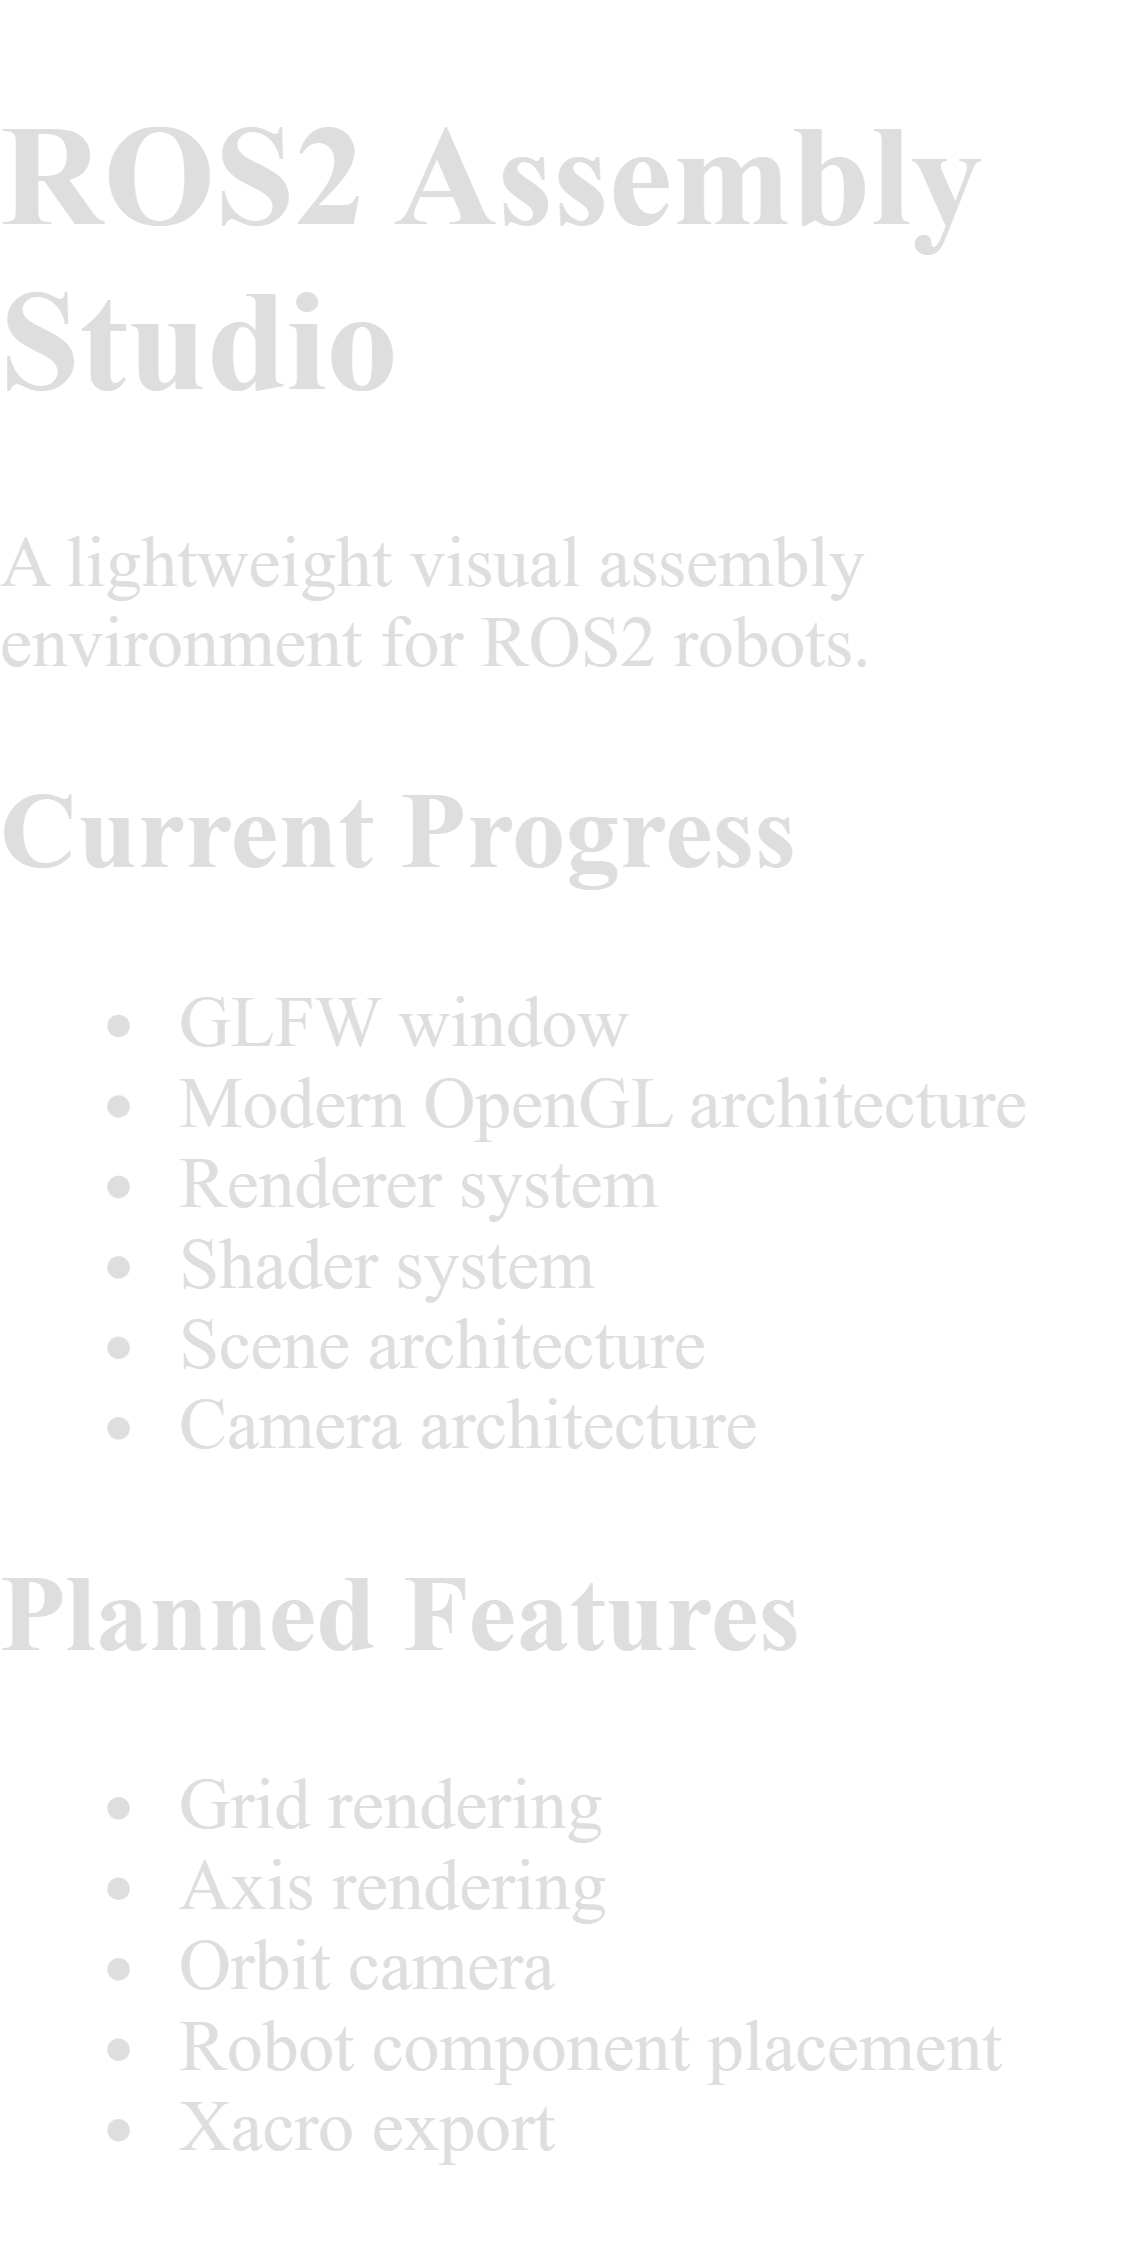 ROS2 Assembly
Studio
A lightweight visual assembly
environment for ROS2 robots.
Current Progress
• GLFW window
• Modern OpenGL architecture
• Renderer system
• Shader system
• Scene architecture
• Camera architecture
Planned Features
• Grid rendering
• Axis rendering
• Orbit camera
• Robot component placement
• Xacro export